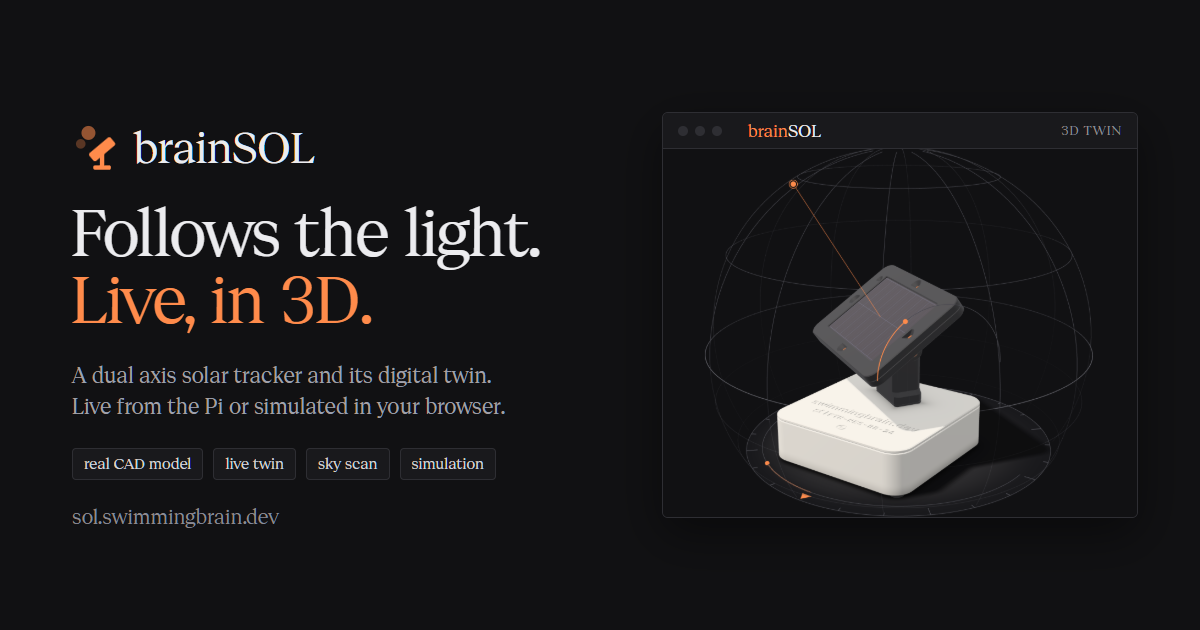 brainSOL
Follows the light.
Live, in 3D.
A dual axis solar tracker and its digital twin.
Live from the Pi or simulated in your browser.
real CAD model
live twin
sky scan
simulation
sol.swimmingbrain.dev
brainSOL
3D TWIN
swimmingbrain.dev